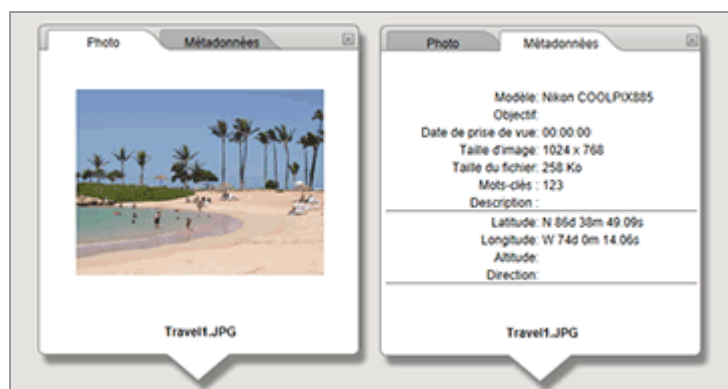 Photo Métadonnées
Travel1.JPG
Photo Métadonnées
Modèle: Nikon COOLPIX885
Objectif:
Date de prise de vue: 00:00:00
Taille d'image: 1024 x 768
Taille du fichier: 258 Ko
Mots-clés : 123
Description :
Latitude: N 86d 38m 49.09s
Longitude: W 74d 0m 14.06s
Altitude:
Direction:
Travel1.JPG